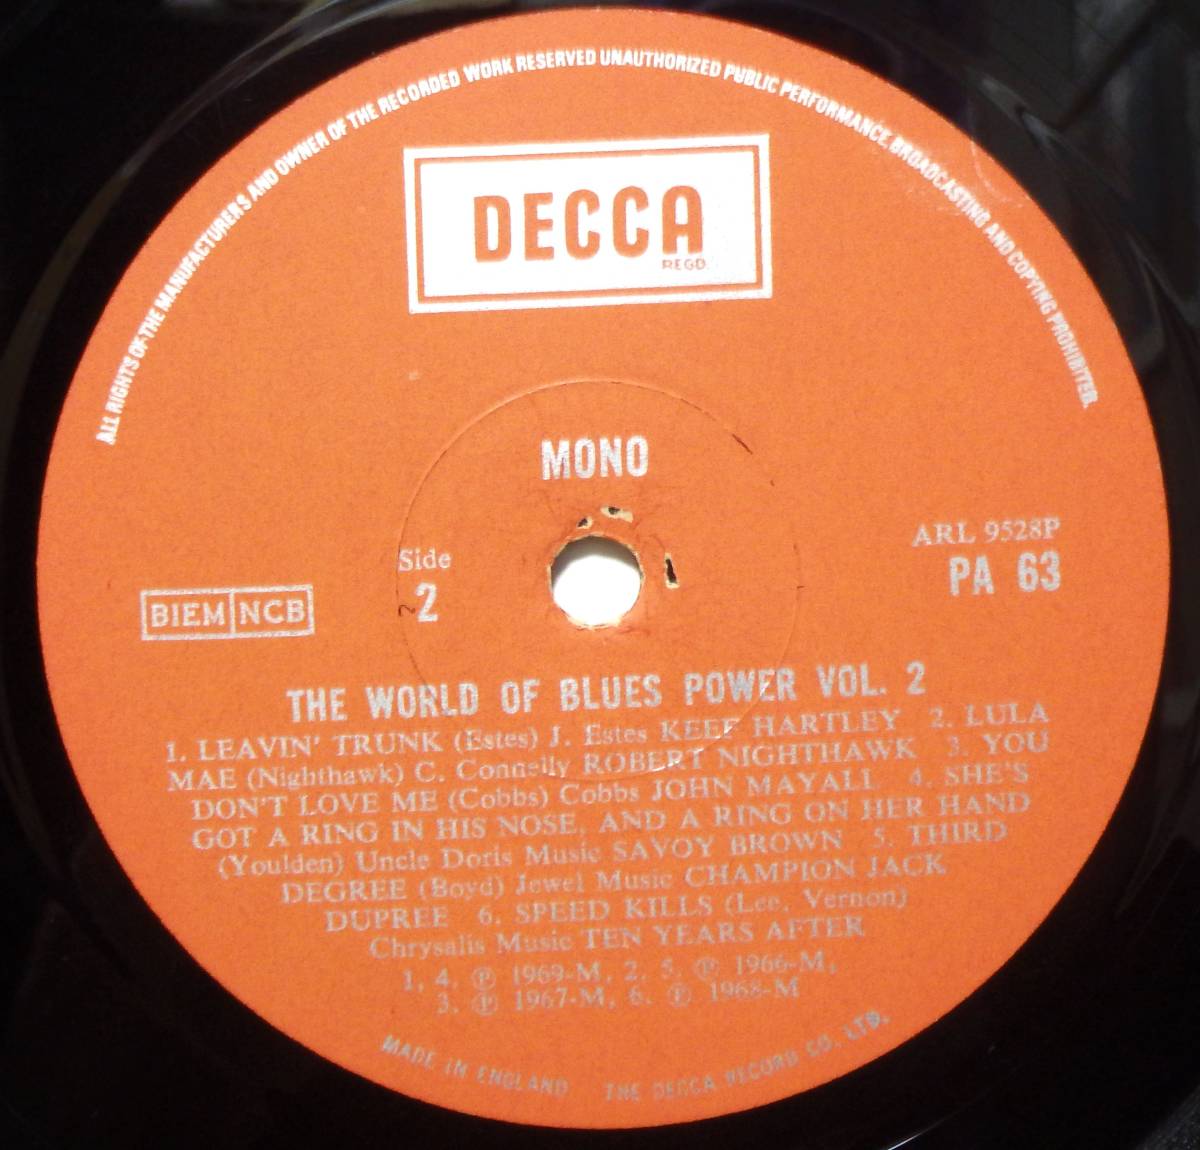 ALL RIGHTS OF THE MANUFACTURERS AND OWNER OF THE RECORDED WORK RESERVED UNAUTHORIZED PUBLIC PERFORMANCE, BROADCASTING AND COPYING PROHIBITED.
DECCA
REGD.
MONO
ARL 9528P
Side
PA 63
2
BIEM NCB
THE WORLD OF BLUES POWER VOL. 2
1. LEAVIN' TRUNK (Estes) J. Estes KEEF HARTLEY 2. LULA
MAE (Nighthawk) C. Connelly ROBERT NIGHTHAWK 3. YOU
DON'T LOVE ME (Cobbs) Cobbs JOHN MAYALL 4. SHE'S
GOT A RING IN HIS NOSE, AND A RING ON HER HAND
(Youlden) Uncle Doris Music SAVOY BROWN 5. THIRD
DEGREE (Boyd) Jewel Music CHAMPION JACK
DUPREE 6. SPEED KILLS (Lee, Vernon)
Chrysalis Music TEN YEARS AFTER
1, 4. ℗ 1969-M, 2, 5. ℗ 1966-M,
3. ℗ 1967-M, 6. ℗ 1968-M
MADE IN ENGLAND THE DECCA RECORD CO. LTD.